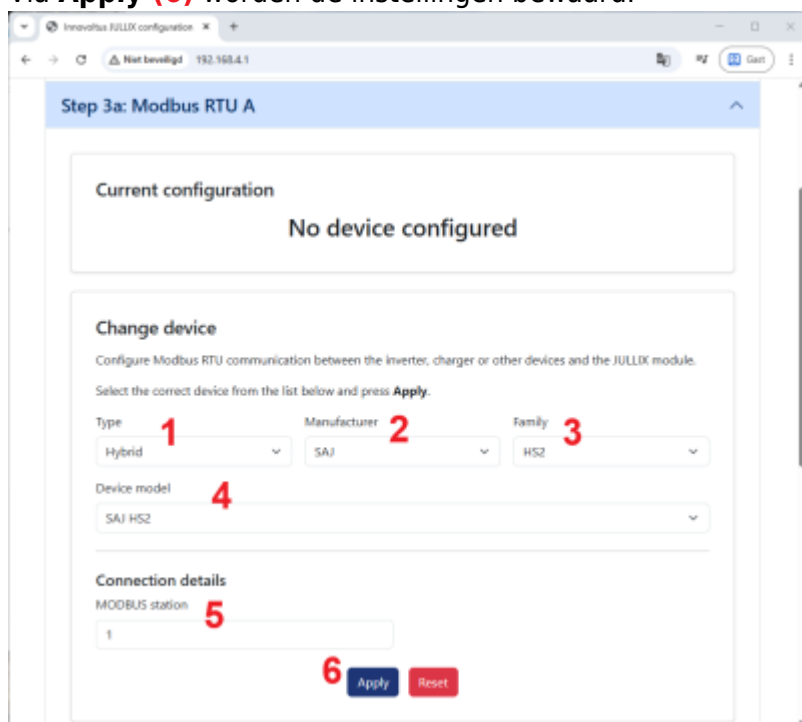 Via Apply (6) worden de instellingen bewaard.
Innovoltus JULLIX configuration
Niet beveiligd 192.168.4.1 Gast
Step 3a: Modbus RTU A
Current configuration
No device configured
Change device
Configure Modbus RTU communication between the inverter, charger or other devices and the JULLIX module.
Select the correct device from the list below and press Apply.
Type 1 Manufacturer 2 Family 3
Hybrid SAJ HS2
Device model 4
SAJ HS2
Connection details
MODBUS station 5
1
6 Apply Reset